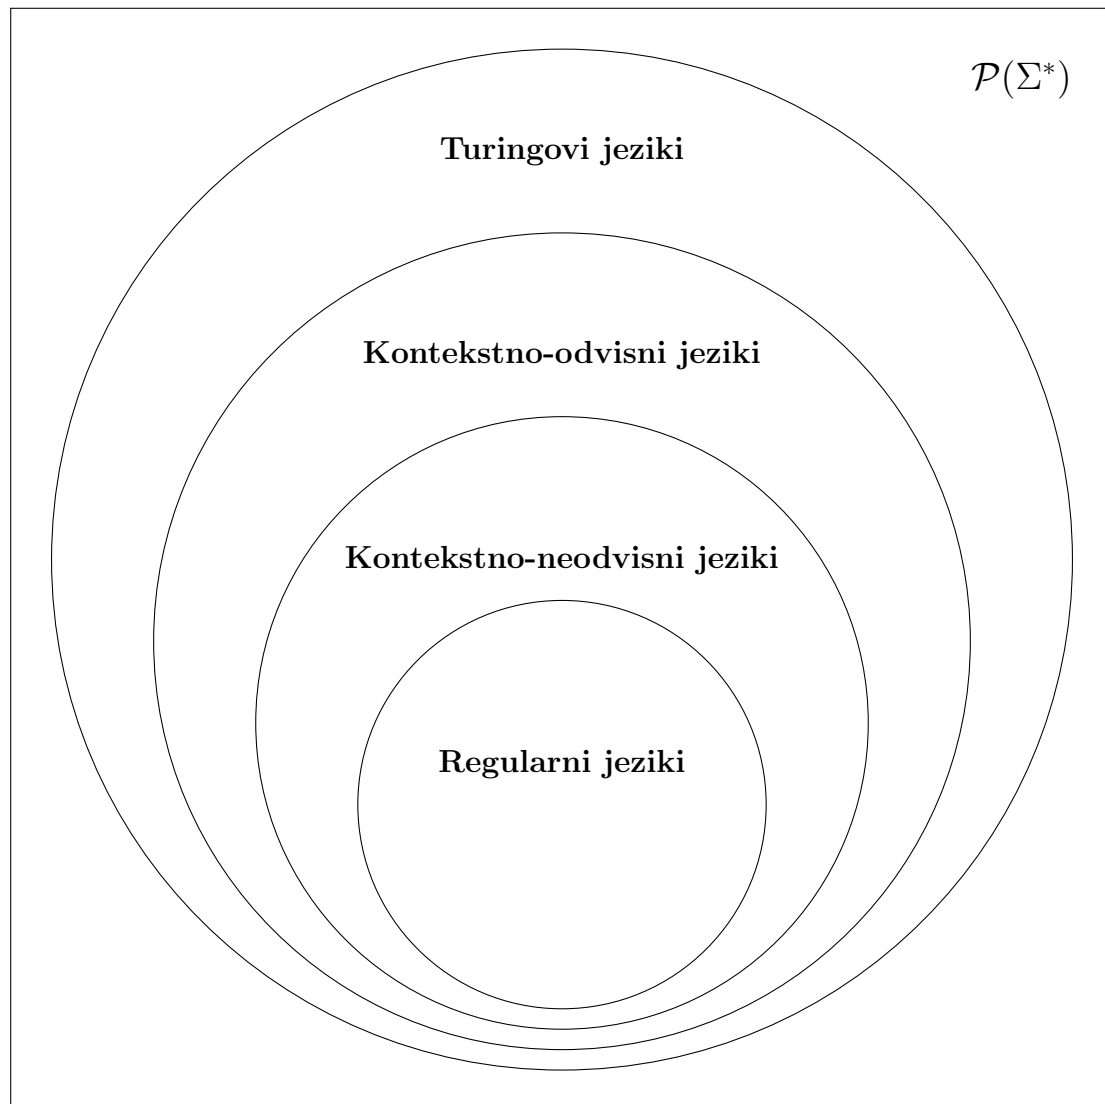 𝒫(Σ*)
Turingovi jeziki
Kontekstno-odvisni jeziki
Kontekstno-neodvisni jeziki
Regularni jeziki